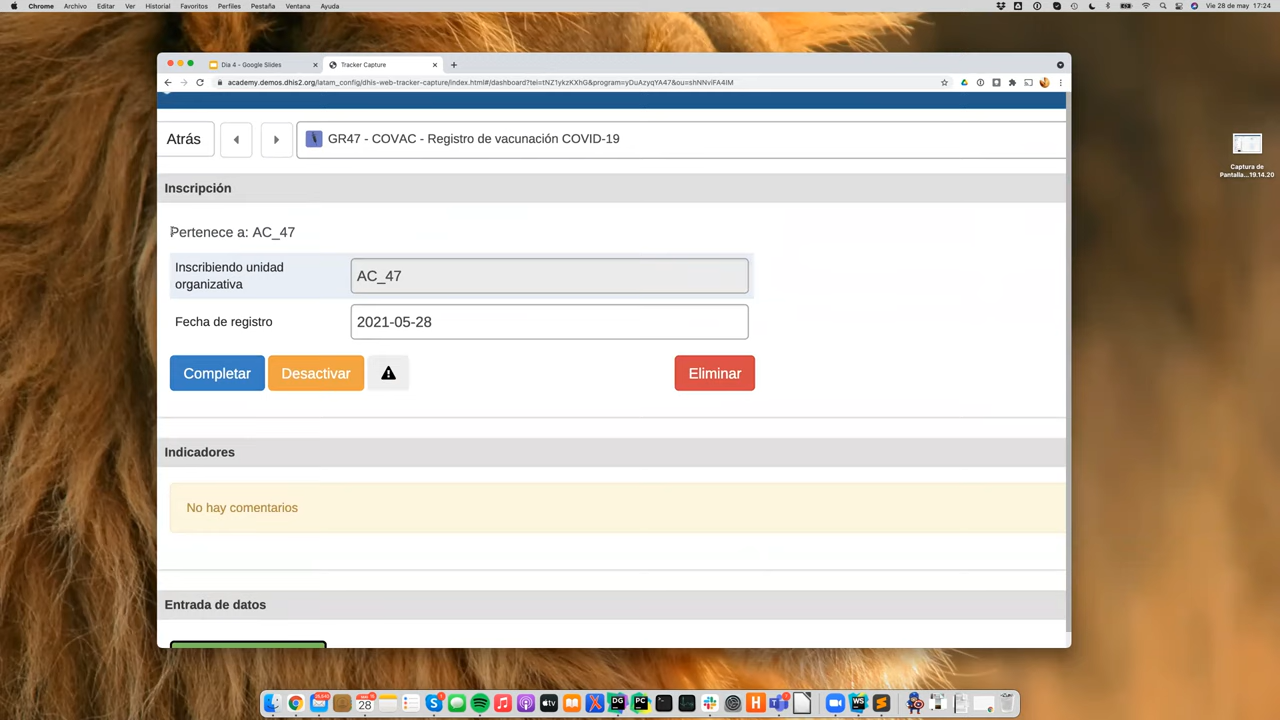 Chrome Archivo Editar Ver Historial Favoritos Perfiles Pestaña Ventana Ayuda
Vie 28 de may 17:24
Dia 4 - Google Slides
Tracker Capture
academy.demos.dhis2.org/latam_config/dhis-web-tracker-capture/index.html#/dashboard?tei=tNZ1ykzKXhG&program=yDuAzyqYA47&ou=shNNviFA4IM
Atrás
GR47 - COVAC - Registro de vacunación COVID-19
Captura de
Pantalla...19.14.20
Inscripción
Pertenece a: AC_47
Inscribiendo unidad
organizativa
AC_47
Fecha de registro
2021-05-28
Completar
Desactivar
Eliminar
Indicadores
No hay comentarios
Entrada de datos